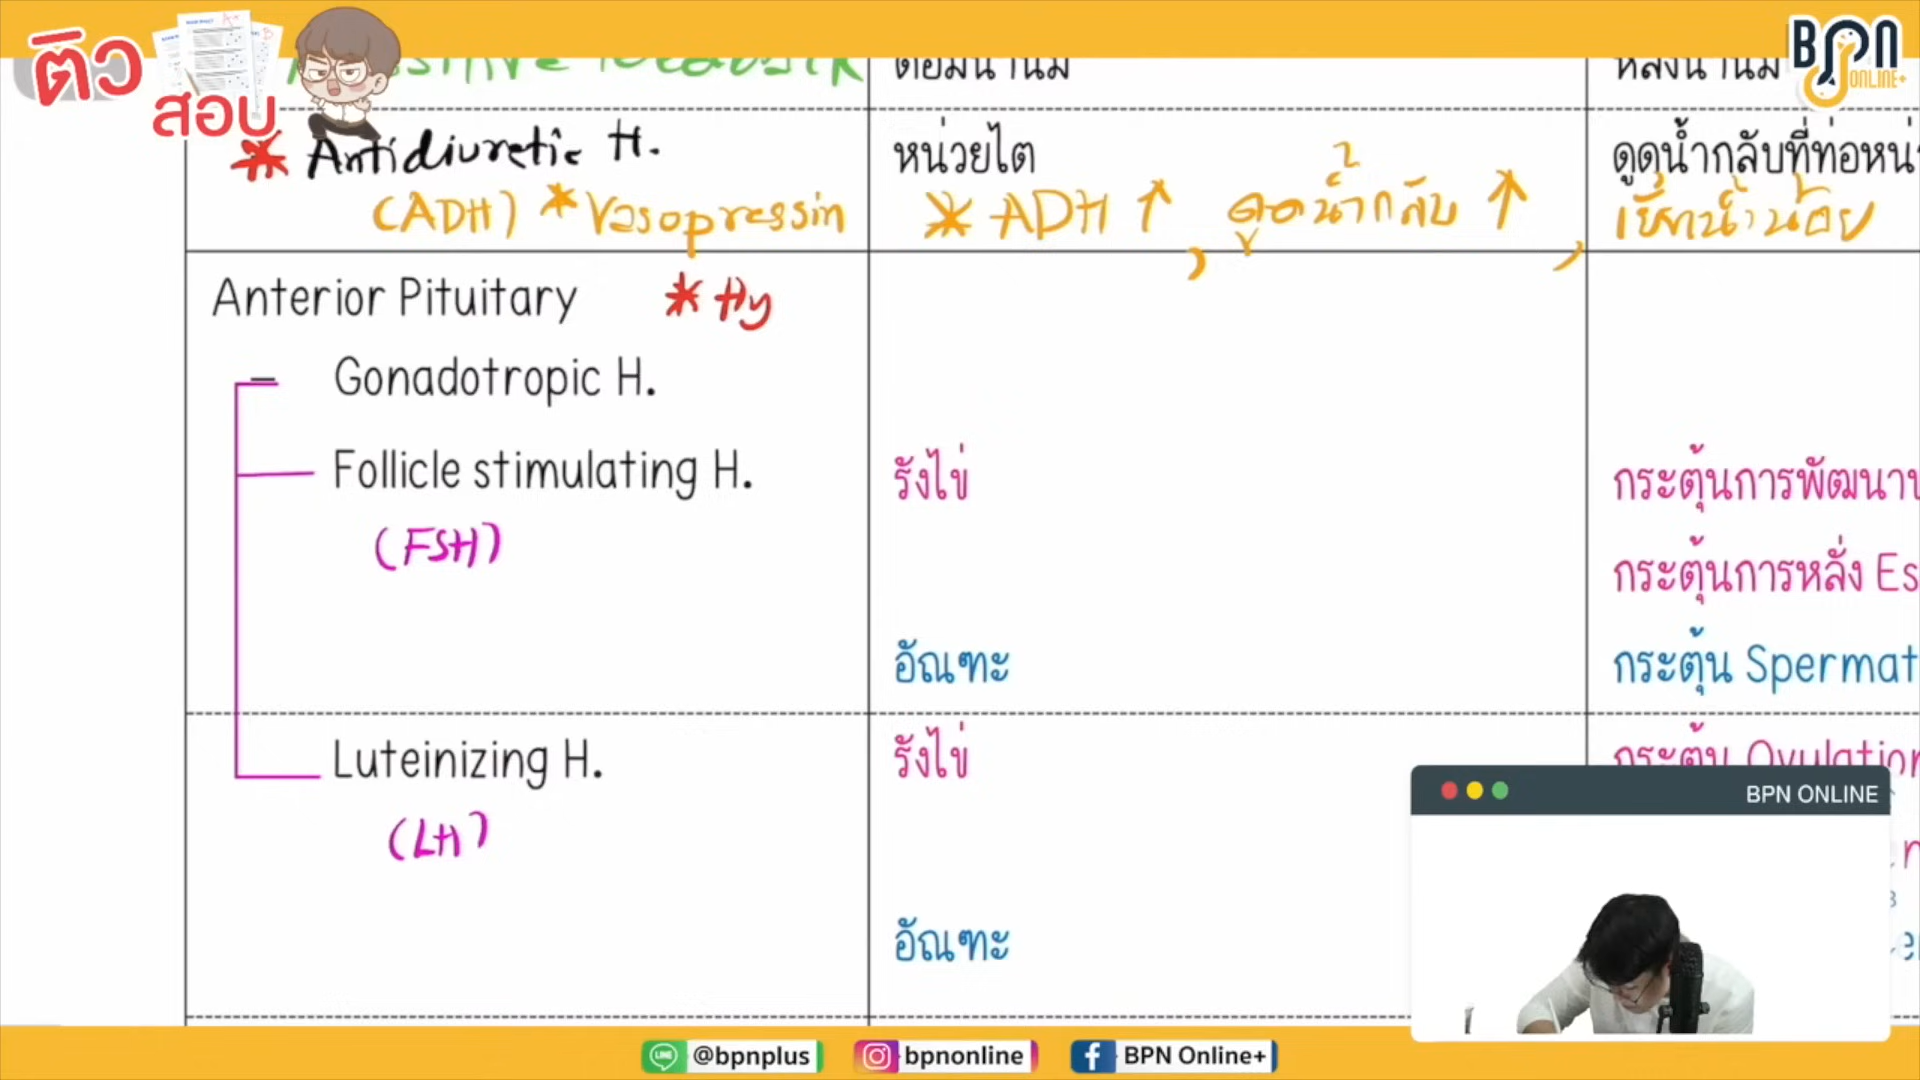 ติว
สอบ
BPN
ONLINE+
Positive feedback
ต่อมน้ำนม
หลั่งน้ำนม
* Antidiuretic H.
หน่วยไต
ดูดน้ำกลับที่ท่อหน่
(ADH) * Vasopressin
* ADH ↑ , ดูดน้ำกลับ ↑ ,
เยี่ยวน้ำน้อย
Anterior Pituitary * Hy
Gonadotropic H.
Follicle stimulating H.
รังไข่
กระตุ้นการพัฒนา
(FSH)
กระตุ้นการหลั่ง Es
อัณฑะ
กระตุ้น Spermat
Luteinizing H.
รังไข่
กระตุ้น Ovulation
(LH)
อัณฑะ
BPN ONLINE
LINE @bpnplus
bpnonline
BPN Online+